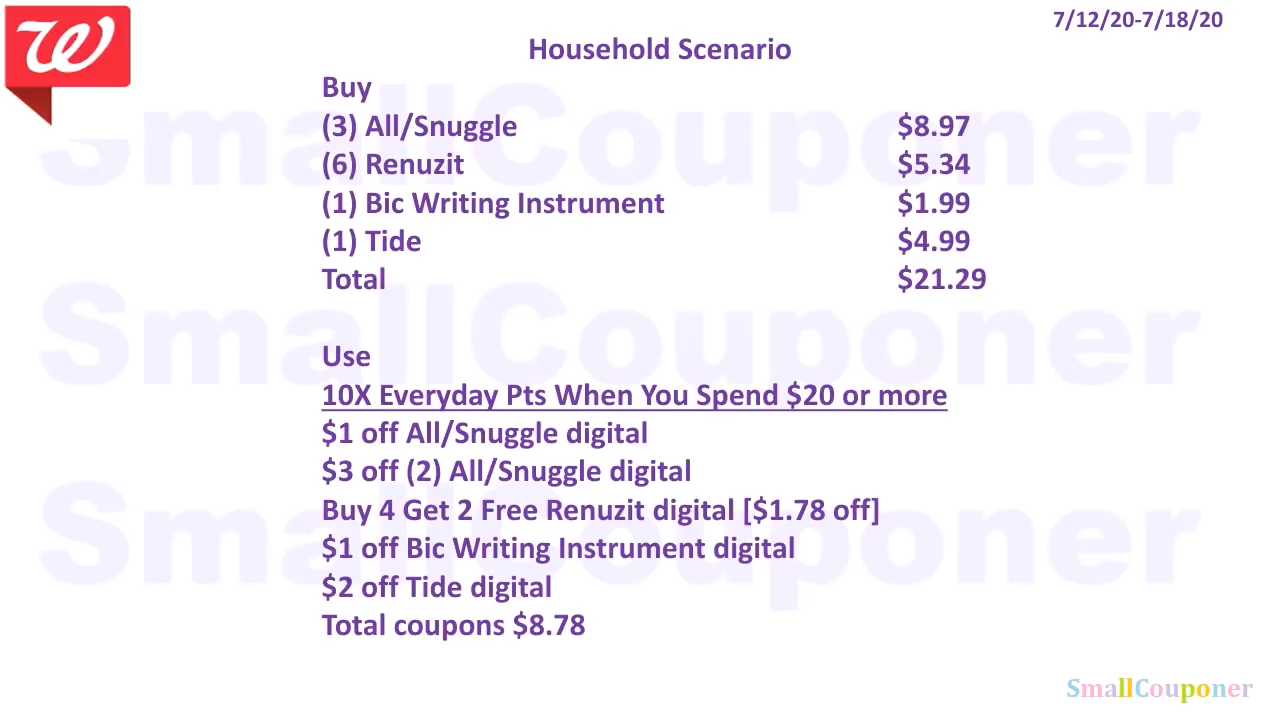 7/12/20-7/18/20
Household Scenario
Buy
(3) All/Snuggle $8.97
(6) Renuzit $5.34
(1) Bic Writing Instrument $1.99
(1) Tide $4.99
Total $21.29
Use
10X Everyday Pts When You Spend $20 or more
$1 off All/Snuggle digital
$3 off (2) All/Snuggle digital
Buy 4 Get 2 Free Renuzit digital [$1.78 off]
$1 off Bic Writing Instrument digital
$2 off Tide digital
Total coupons $8.78
SmallCouponer
SmallCouponer
SmallCouponer
SmallCouponer
W